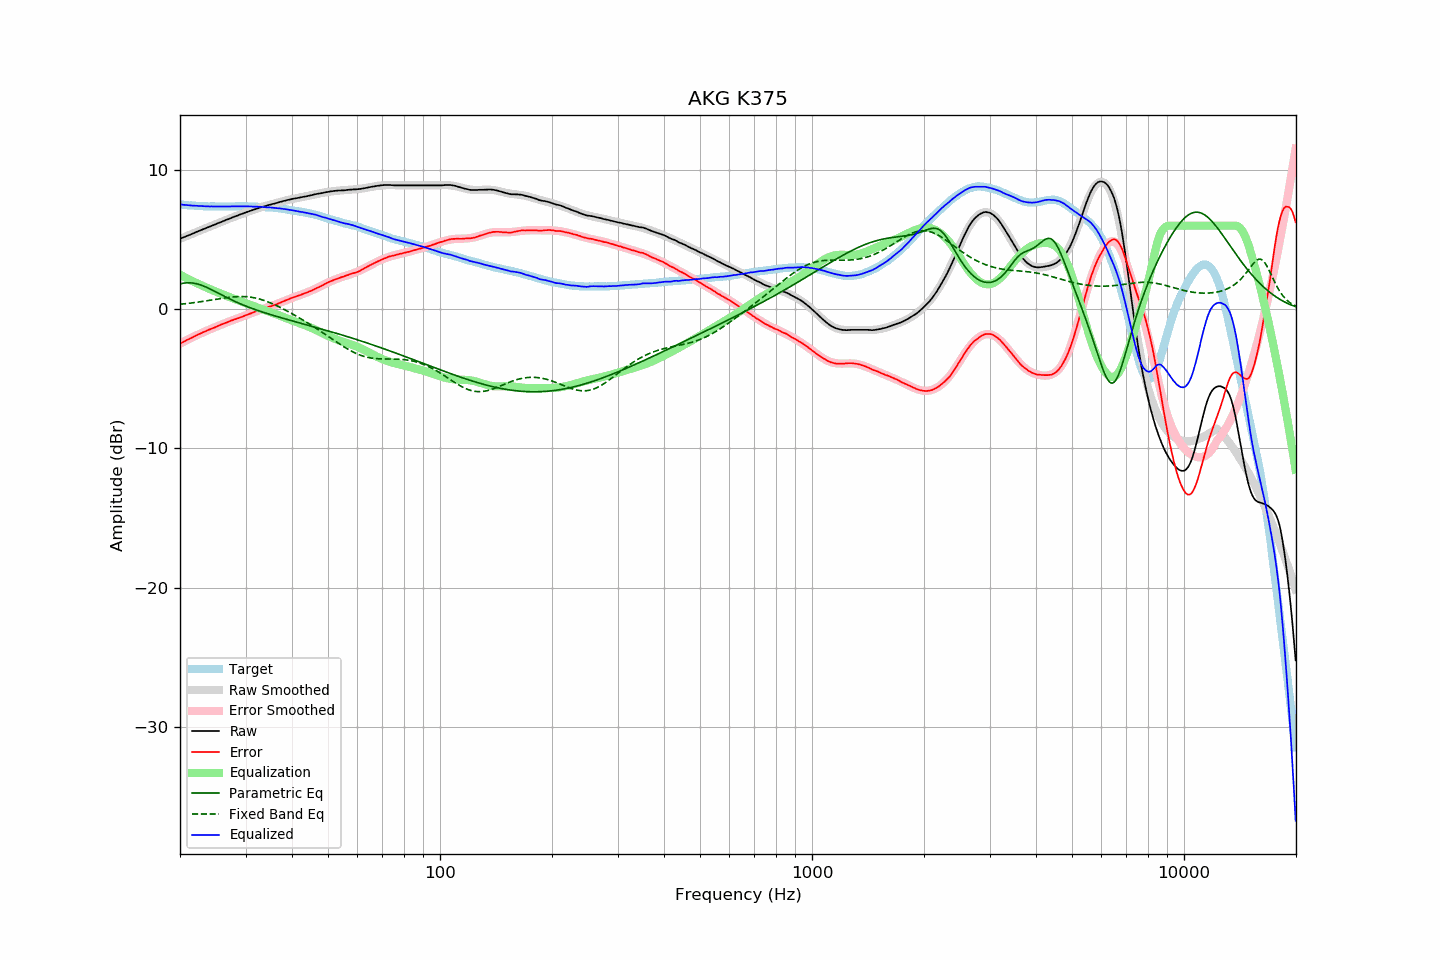 AKG K375
10
0
−10
−20
−30
Amplitude (dBr)
Target
Raw Smoothed
Error Smoothed
Raw
Error
Equalization
Parametric Eq
Fixed Band Eq
Equalized
100
1000
10000
Frequency (Hz)